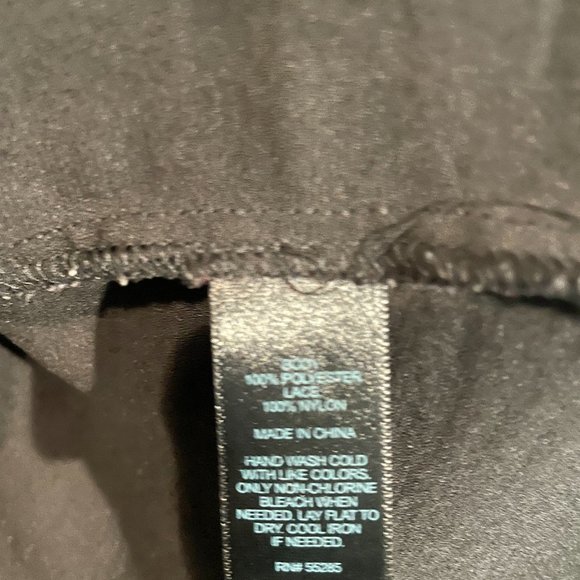 BODY
100% POLYESTER
LACE
100% NYLON
MADE IN CHINA
HAND WASH COLD
WITH LIKE COLORS.
ONLY NON-CHLORINE
BLEACH WHEN
NEEDED. LAY FLAT TO
DRY. COOL IRON
IF NEEDED.
RN# 55285